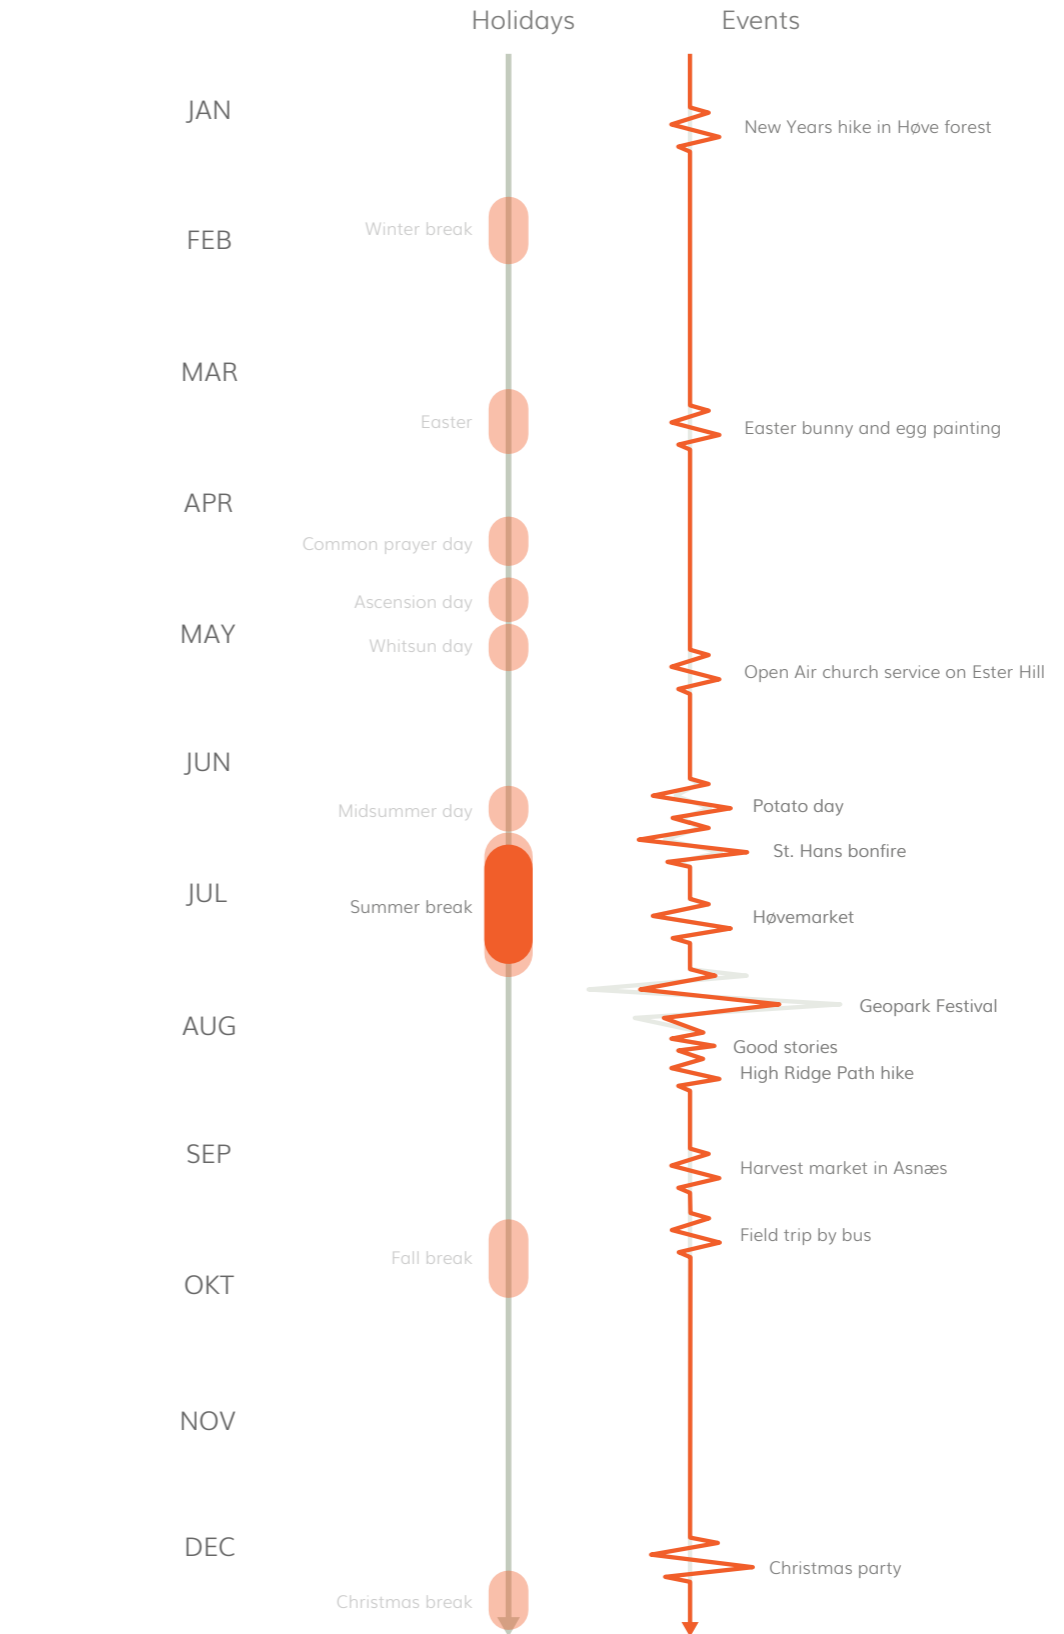 Holidays Events
JAN
New Years hike in Høve forest
Winter break
FEB
MAR
Easter
Easter bunny and egg painting
APR
Common prayer day
Ascension day
MAY
Whitsun day
Open Air church service on Ester Hill
JUN
Midsummer day
Potato day
St. Hans bonfire
JUL
Summer break
Høvemarket
Geopark Festival
AUG
Good stories
High Ridge Path hike
SEP
Harvest market in Asnæs
Field trip by bus
Fall break
OKT
NOV
DEC
Christmas party
Christmas break